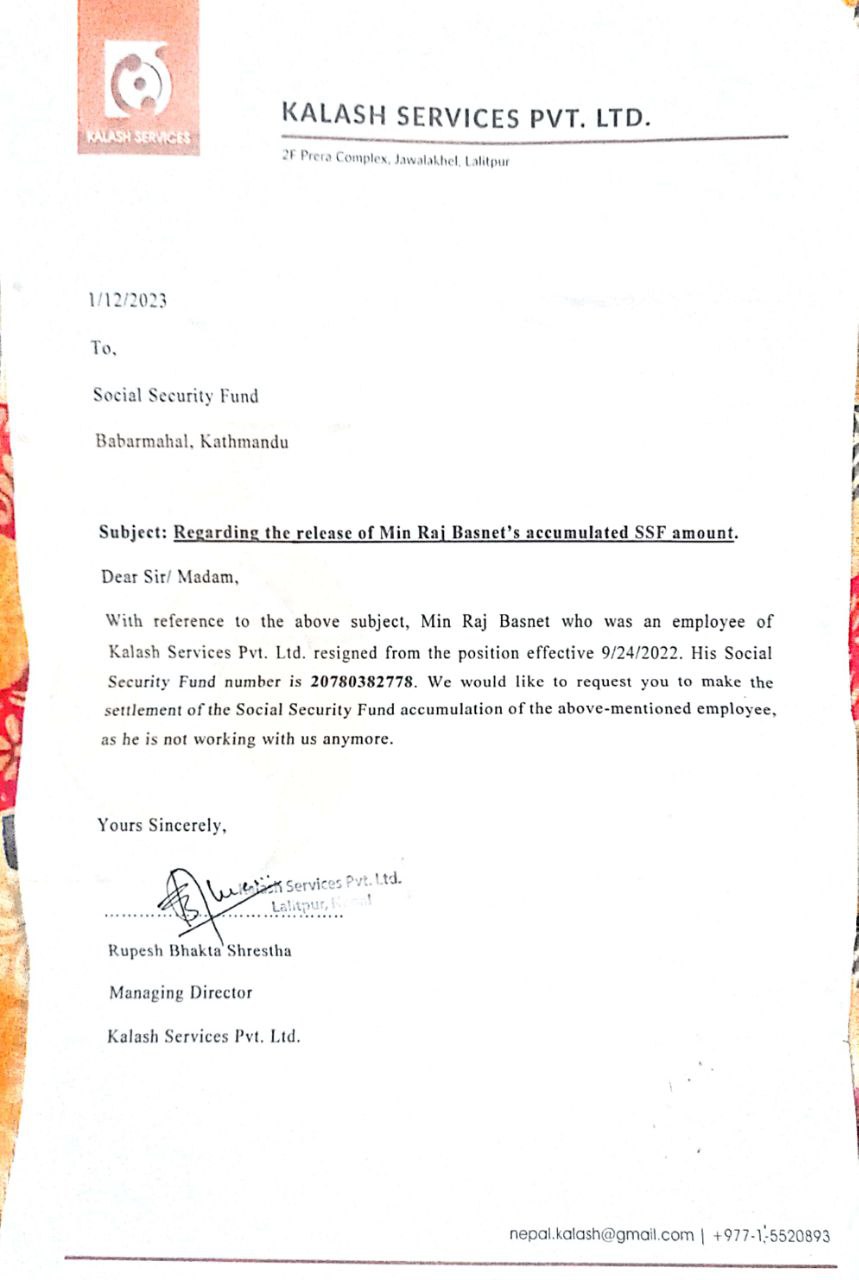 KALASH SERVICES
KALASH SERVICES PVT. LTD.
2F Prera Complex, Jawalakhel, Lalitpur
1/12/2023
To,
Social Security Fund
Babarmahal, Kathmandu
Subject: Regarding the release of Min Raj Basnet's accumulated SSF amount.
Dear Sir/ Madam,
With reference to the above subject, Min Raj Basnet who was an employee of
Kalash Services Pvt. Ltd. resigned from the position effective 9/24/2022. His Social
Security Fund number is 20780382778. We would like to request you to make the
settlement of the Social Security Fund accumulation of the above-mentioned employee,
as he is not working with us anymore.
Yours Sincerely,
Services Pvt. Ltd.
Lalitpur,
Rupesh Bhakta Shrestha
Managing Director
Kalash Services Pvt. Ltd.
nepal.kalash@gmail.com | +977-1-5520893